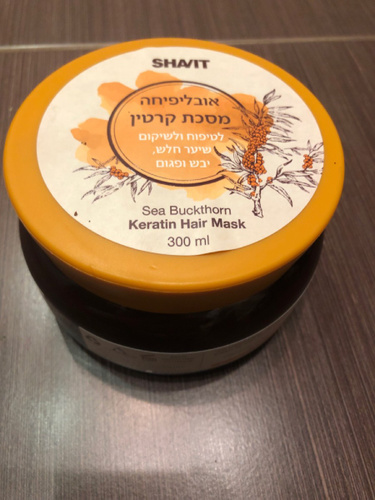 SHAVIT
אובליפיחה
מסכת קרטין
לטיפוח ולשיקום
שיער חלש,
יבש ופגום
Sea Buckthorn
Keratin Hair Mask
300 ml